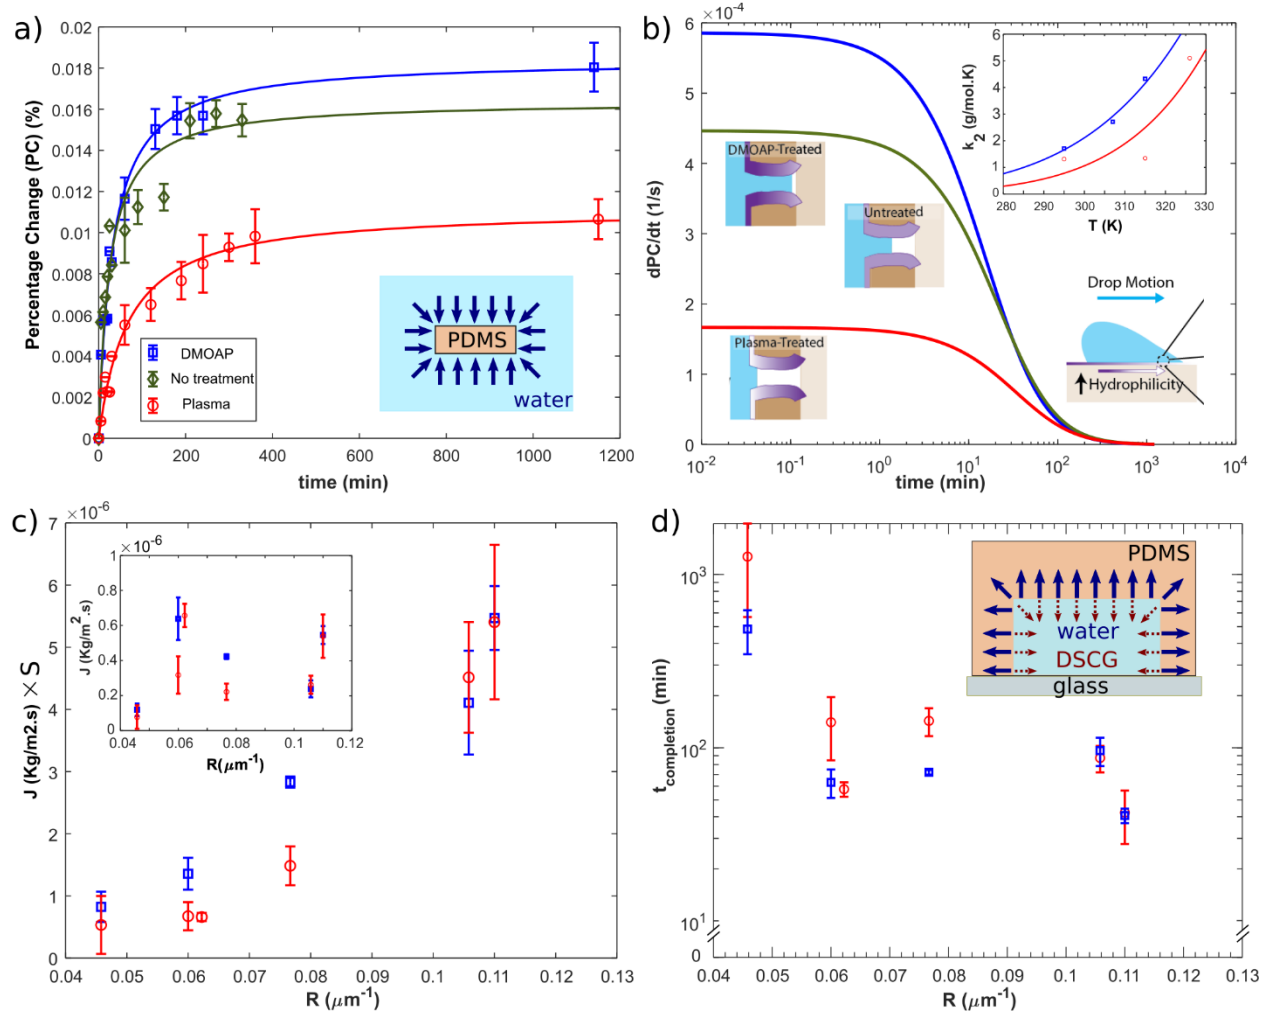 a)
Percentage Change (PC) (%)
0.02
0.018
0.016
0.014
0.012
0.01
0.008
0.006
0.004
0.002
0
0 200 400 600 800 1000 1200
time (min)
DMOAP
No treatment
Plasma
PDMS
water
b)
×10⁻⁴
dPC/dt (1/s)
6
5
4
3
2
1
0
10⁻² 10⁻¹ 10⁰ 10¹ 10² 10³ 10⁴
time (min)
DMOAP-Treated
Untreated
Plasma-Treated
k₂ (g/mol.K)
6
5
4
3
2
1
0
280 290 300 310 320 330
T (K)
Drop Motion
Hydrophilicity
c)
×10⁻⁶
J (Kg/m2.s) × S
7
6
5
4
3
2
1
0
0.04 0.05 0.06 0.07 0.08 0.09 0.1 0.11 0.12 0.13
R (μm⁻¹)
×10⁻⁶
J (Kg/m².s)
1
0.8
0.6
0.4
0.2
0
0.04 0.06 0.08 0.1 0.12
R(μm⁻¹)
d)
t_completion (min)
10³
10²
10¹
0
0.04 0.05 0.06 0.07 0.08 0.09 0.1 0.11 0.12 0.13
R (μm⁻¹)
PDMS
water
DSCG
glass